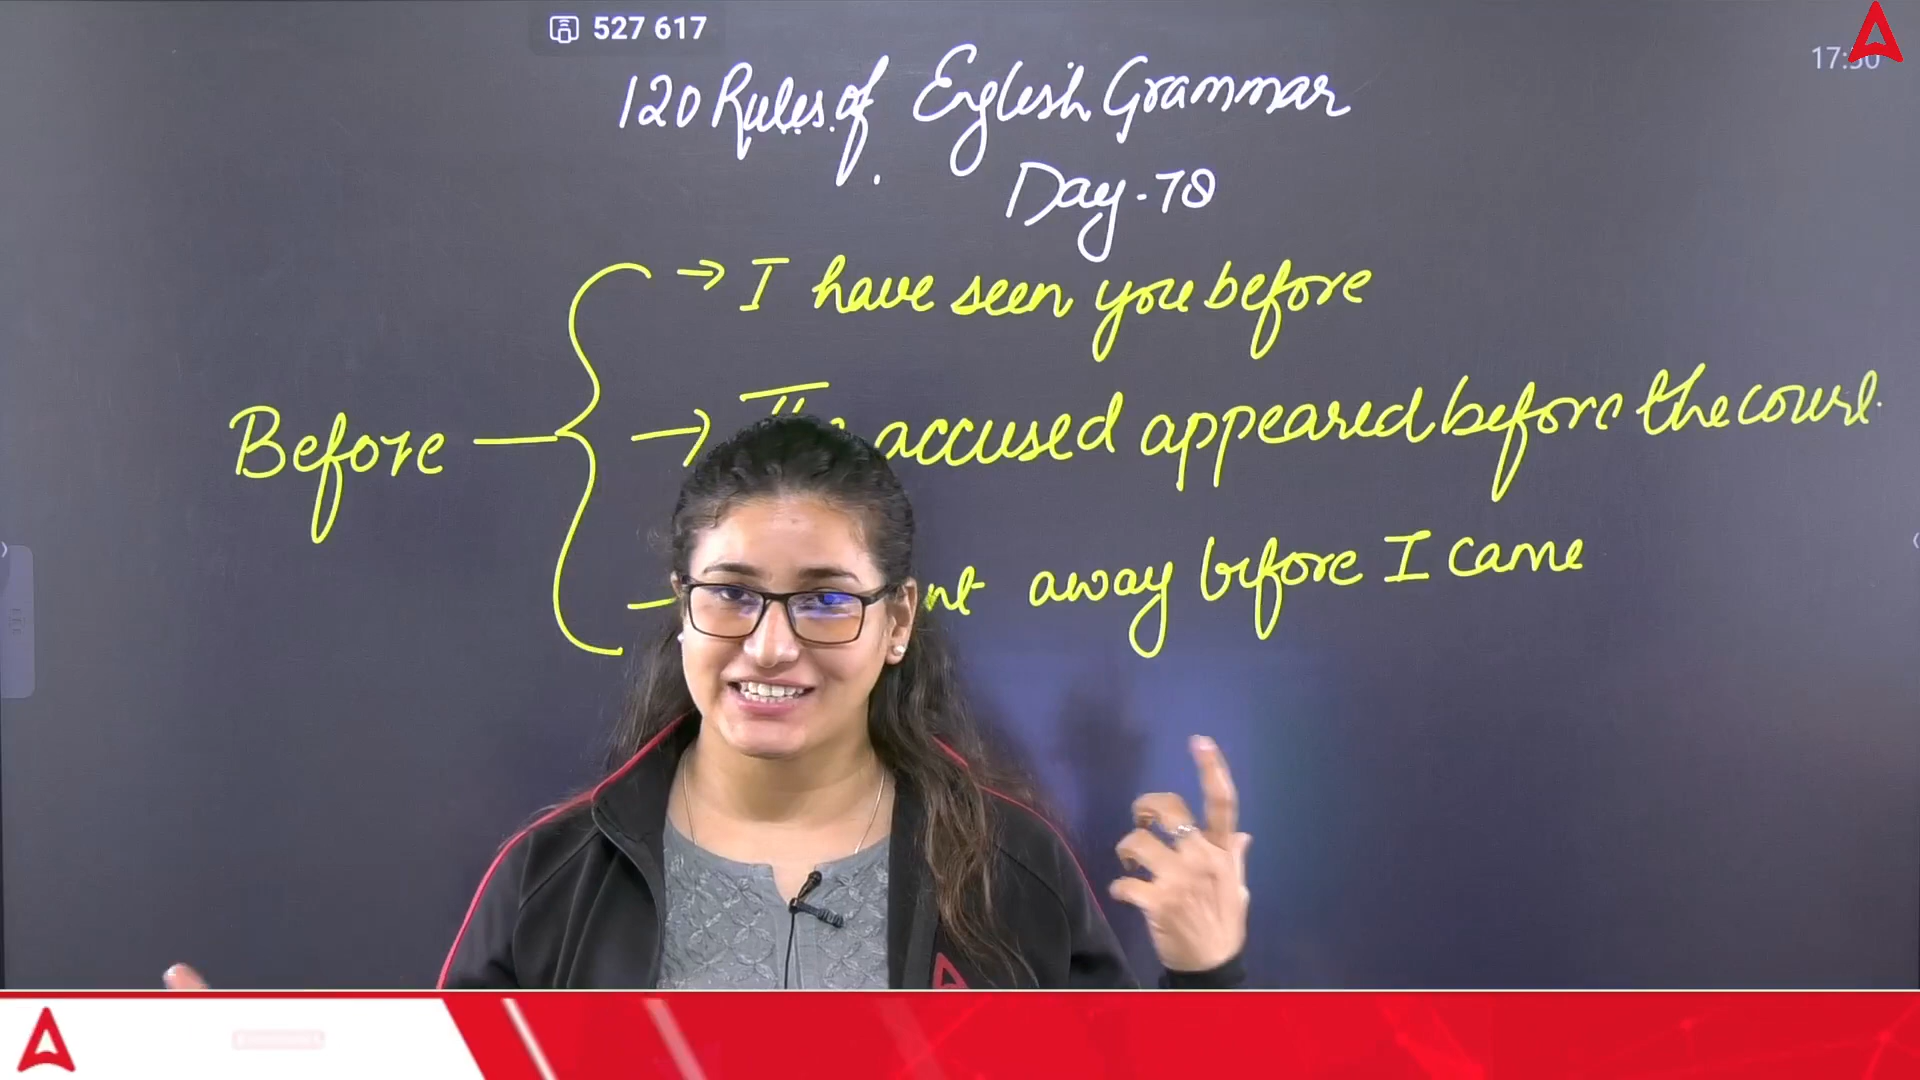 527 617
17:30
120 Rules of English Grammar
Day-78
→ I have seen you before
Before
→ The accused appeared before the court.
away before I came